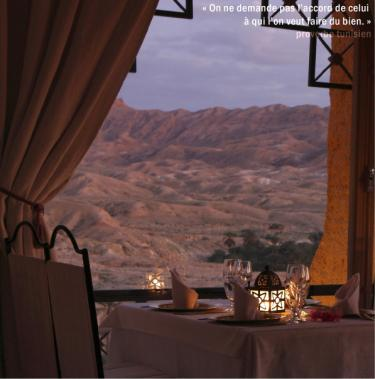 « On ne demande pas l'accord de celui
à qui l'on veut faire du bien. »
proverbe tunisien